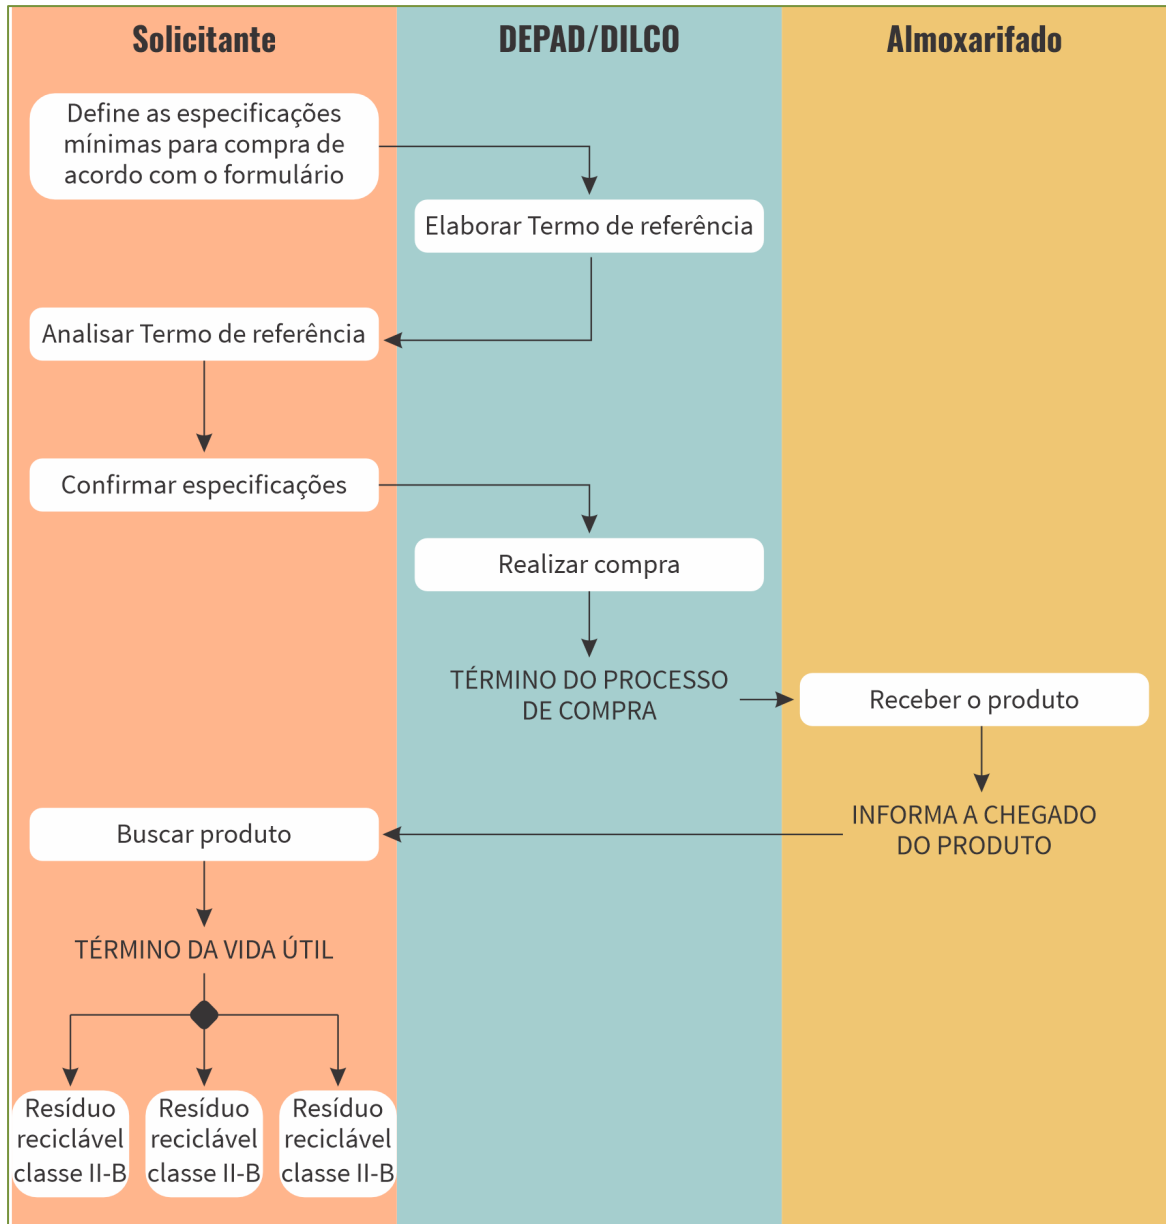 Solicitante
DEPAD/DILCO
Almoxarifado
Define as especificações
mínimas para compra de
acordo com o formulário
Elaborar Termo de referência
Analisar Termo de referência
Confirmar especificações
Realizar compra
TÉRMINO DO PROCESSO
DE COMPRA
Receber o produto
INFORMA A CHEGADO
DO PRODUTO
Buscar produto
TÉRMINO DA VIDA ÚTIL
Resíduo
reciclável
classe II-B
Resíduo
reciclável
classe II-B
Resíduo
reciclável
classe II-B